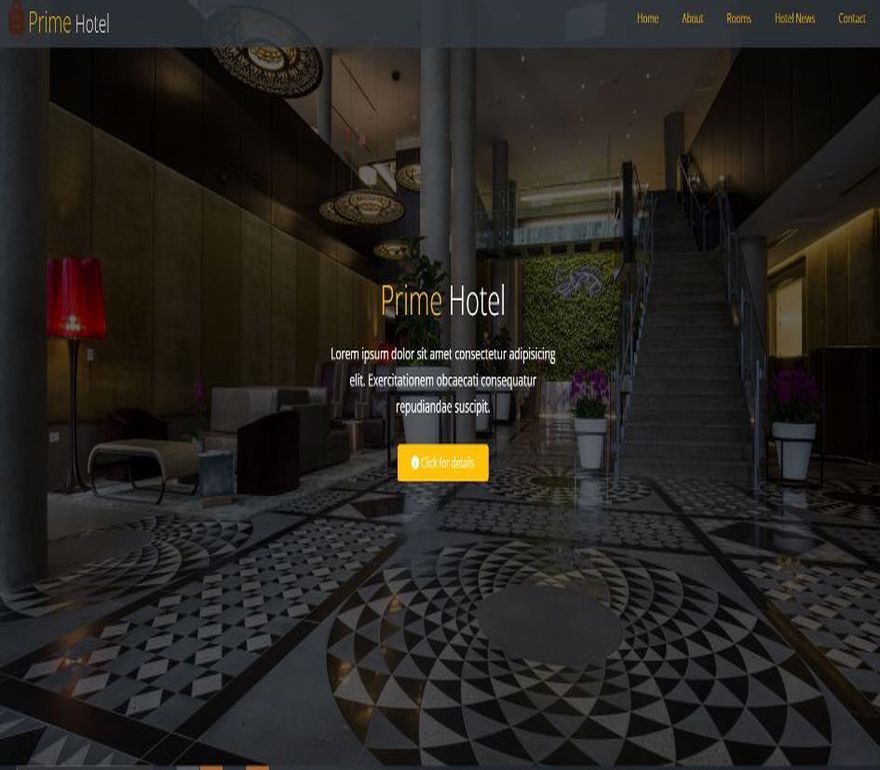 Prime Hotel
Home About Rooms Hotel News Contact
Prime Hotel
Lorem ipsum dolor sit amet consectetur adipisicing
elit. Exercitationem obcaecati consequatur
repudiandae suscipit.
Click for details